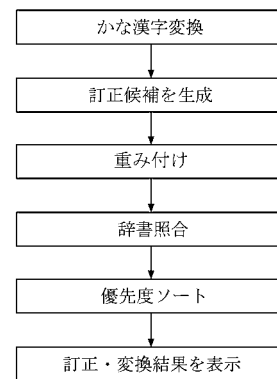 かな漢字変換
訂正候補を生成
重み付け
辞書照合
優先度ソート
訂正・変換結果を表示